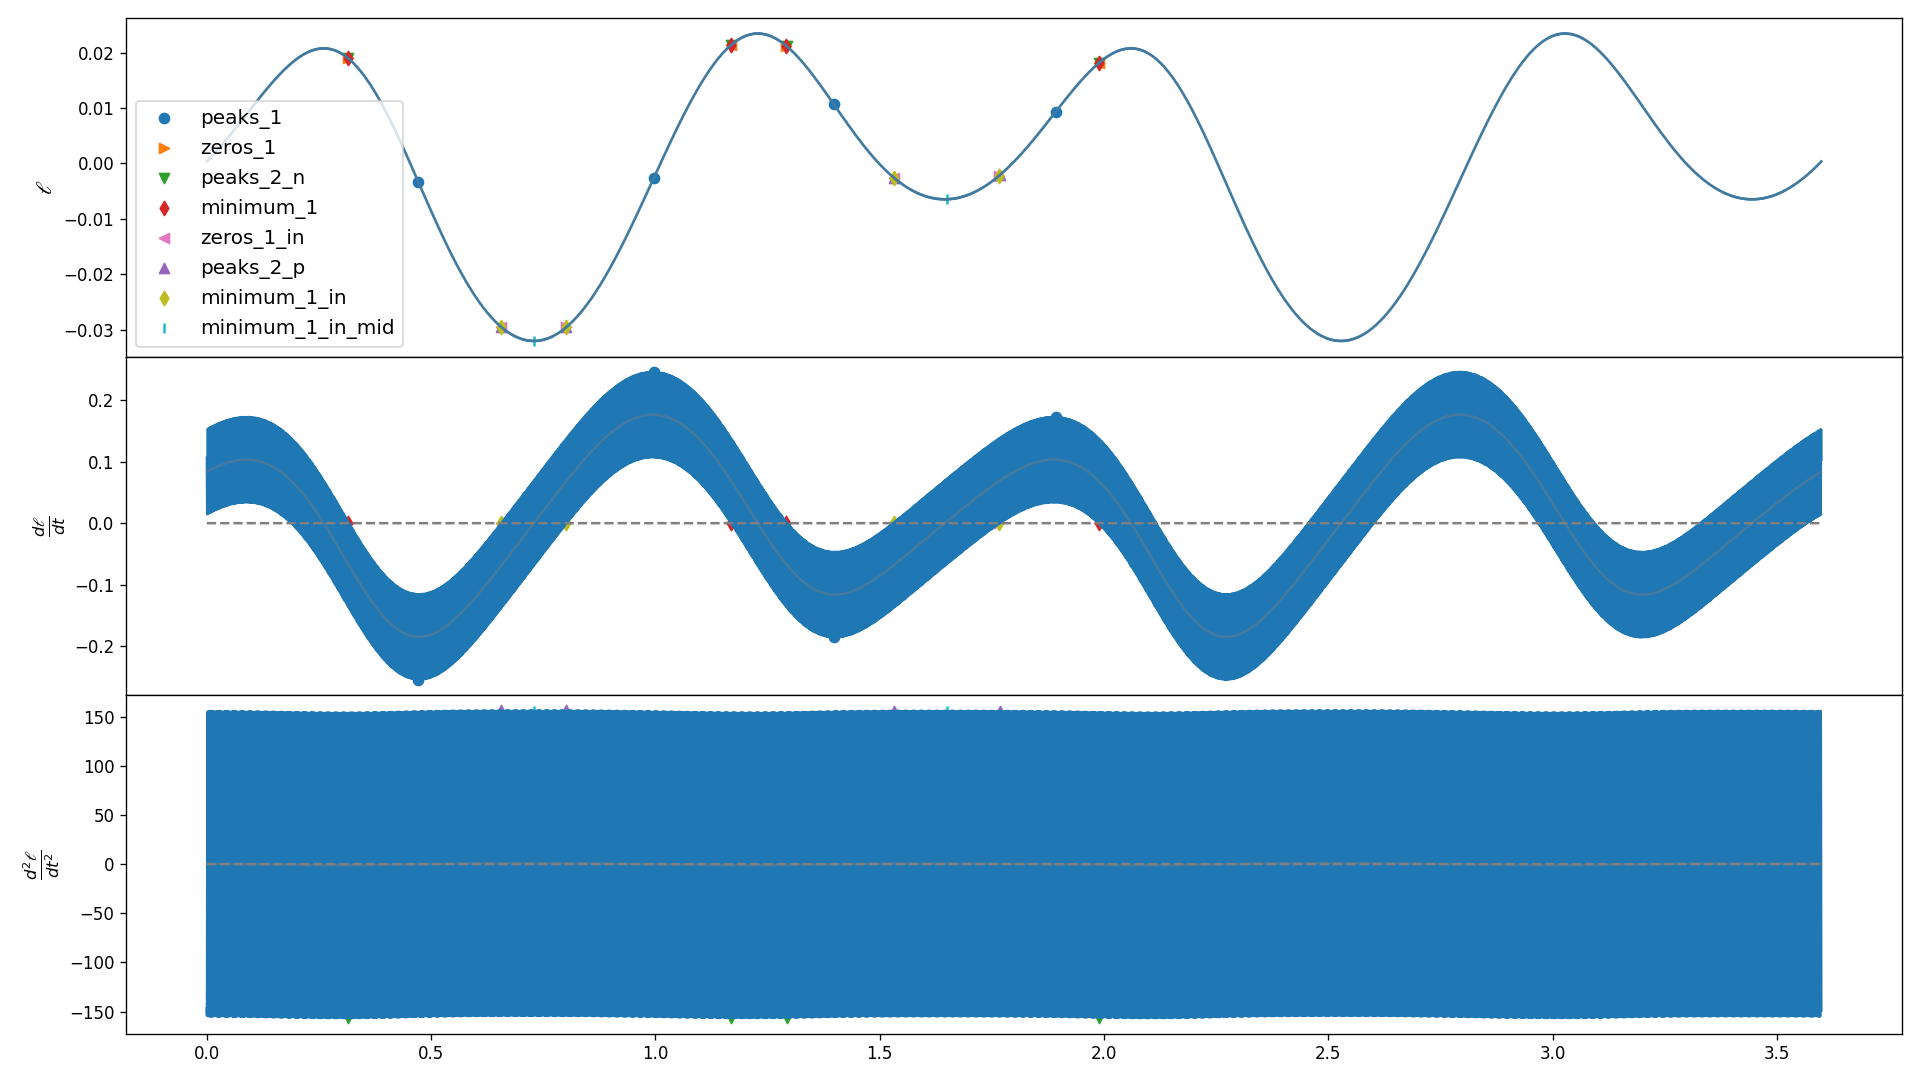 0.02
0.01
0.00
−0.01
−0.02
−0.03
ℓ
peaks_1
zeros_1
peaks_2_n
minimum_1
zeros_1_in
peaks_2_p
minimum_1_in
minimum_1_in_mid
0.2
0.1
0.0
−0.1
−0.2
dℓ/dt
150
100
50
0
−50
−100
−150
d²ℓ/dt²
0.0 0.5 1.0 1.5 2.0 2.5 3.0 3.5